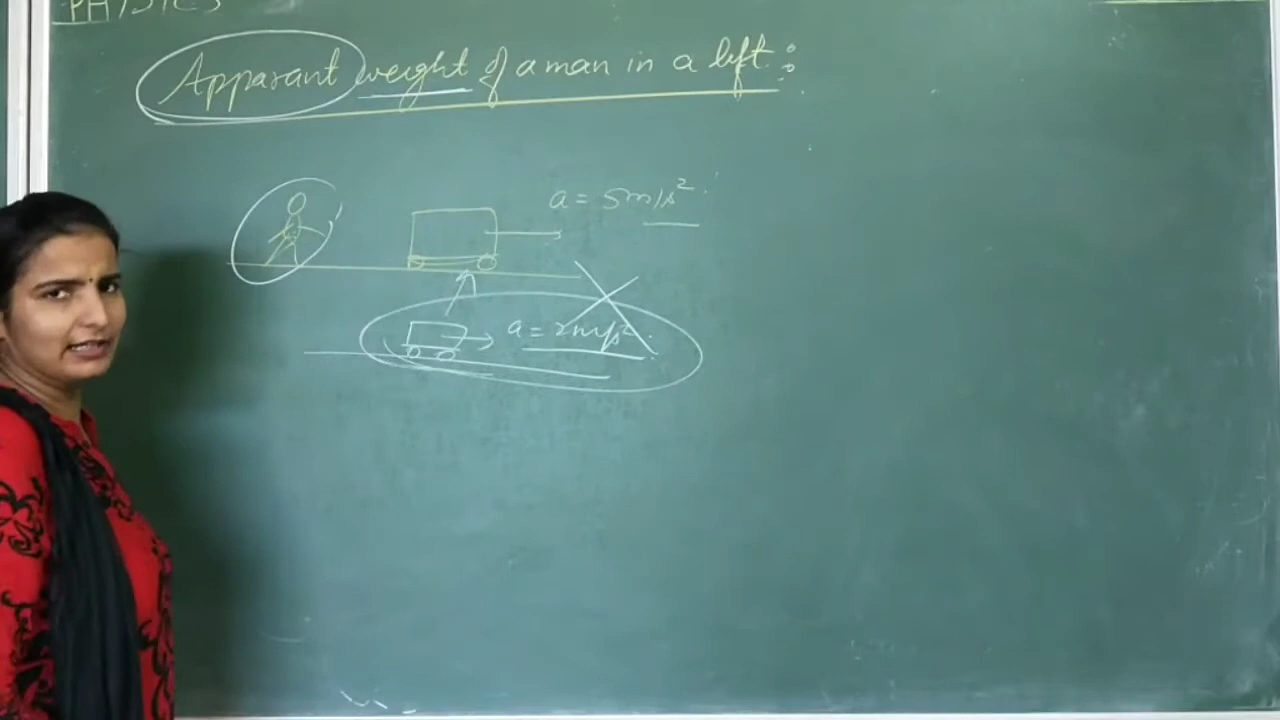 PHYSICS
Apparant weight of a man in a lift :
a = 5m/s².
a = 2m/s².